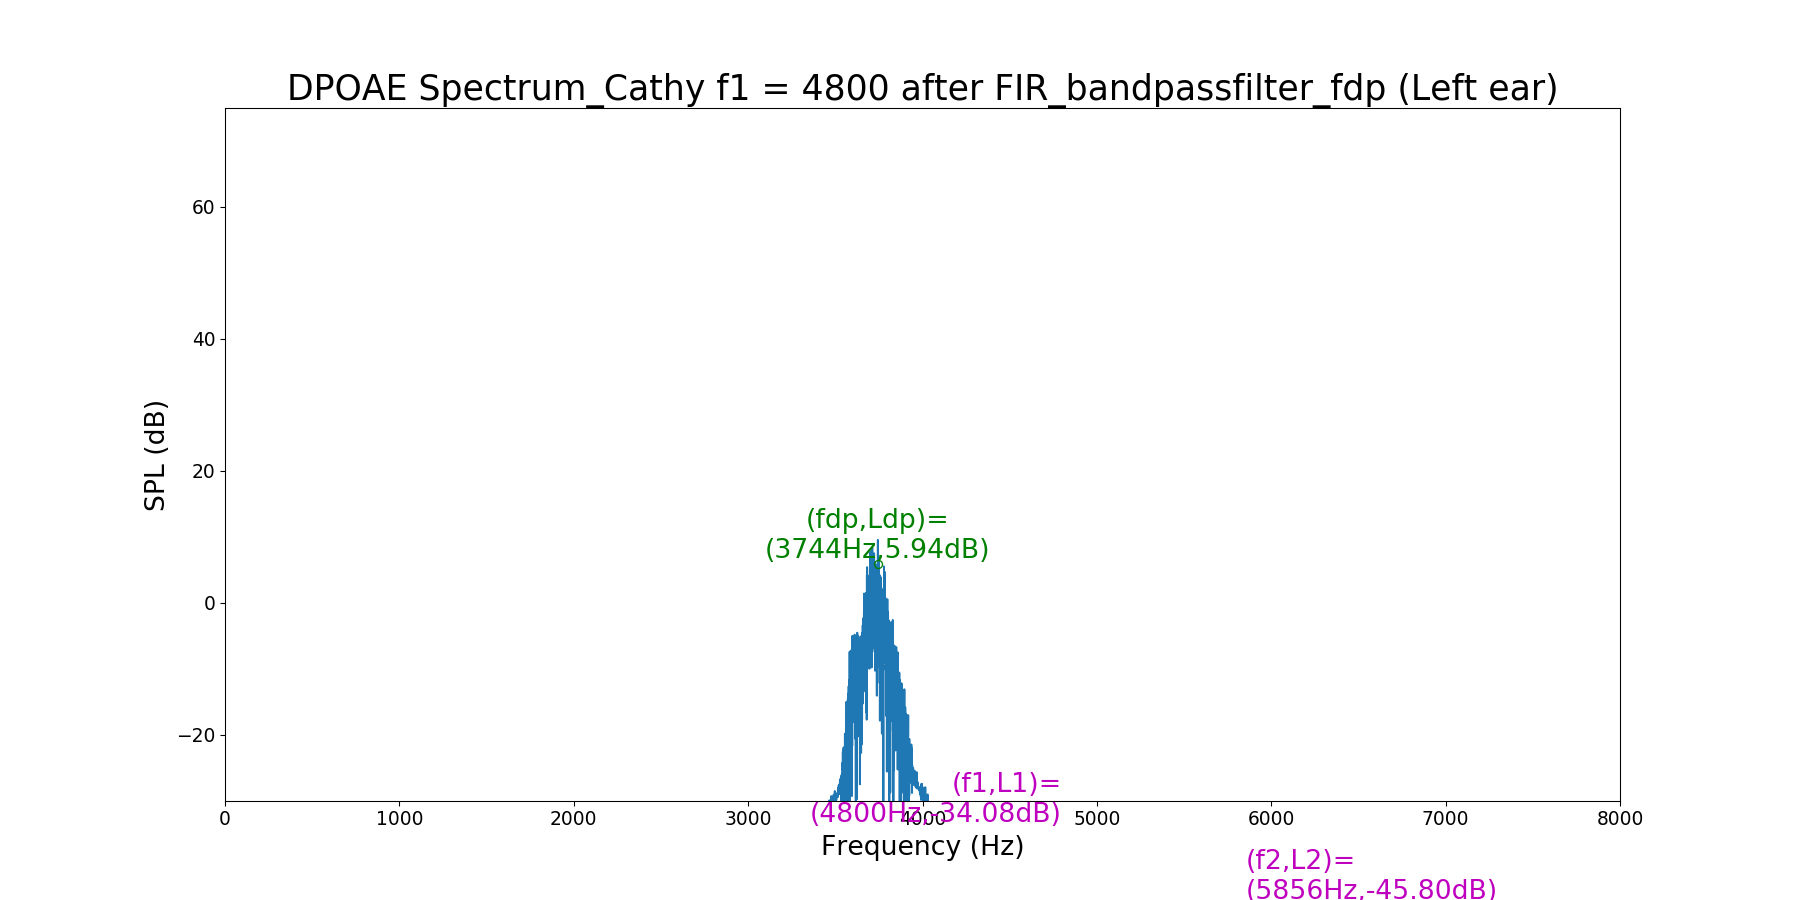 DPOAE Spectrum_Cathy f1 = 4800 after FIR_bandpassfilter_fdp (Left ear)
60
40
20
0
−20
SPL (dB)
(fdp,Ldp)=
(3744Hz,5.94dB)
(f1,L1)=
(4800Hz,-34.08dB)
0 1000 2000 3000 4000 5000 6000 7000 8000
Frequency (Hz)
(f2,L2)=
(5856Hz,-45.80dB)